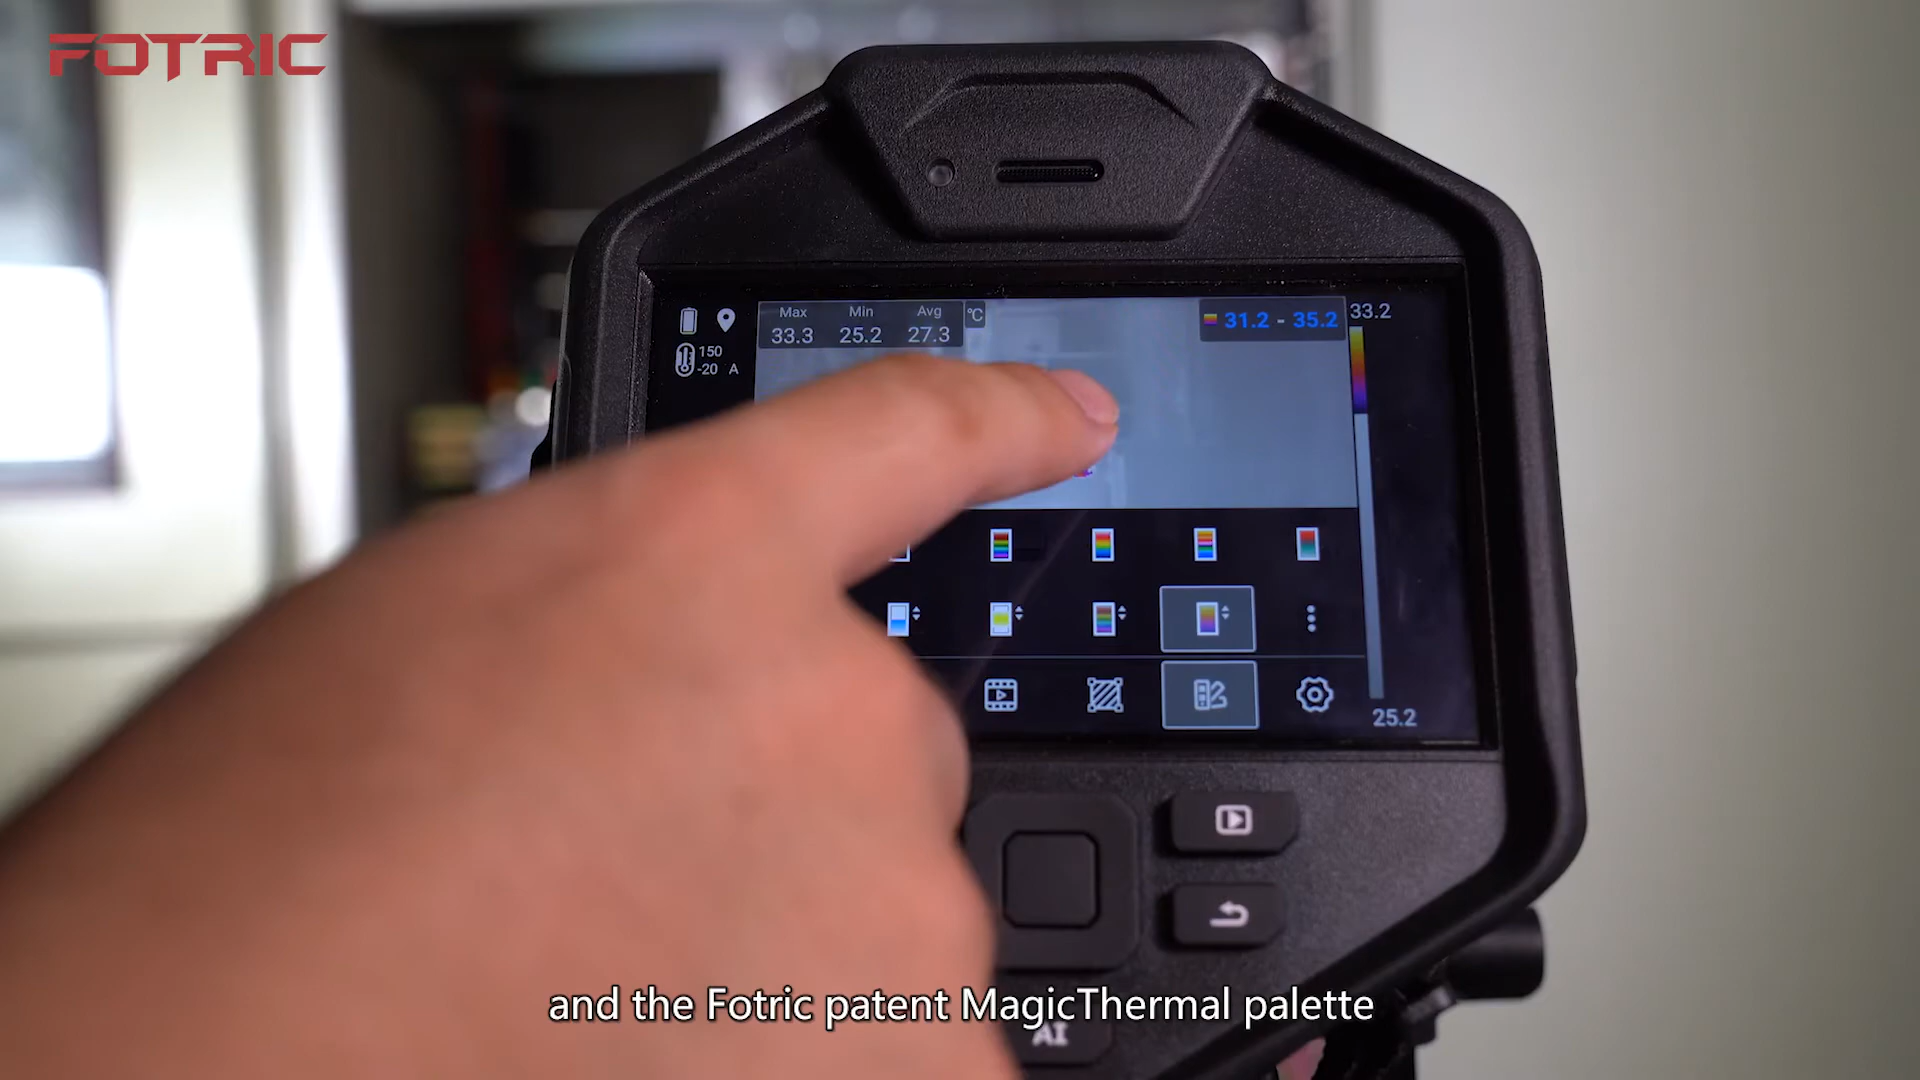 FOTRIC
Max Min Avg °C
33.3 25.2 27.3
31.2 - 35.2
33.2
150
-20 A
25.2
and the Fotric patent MagicThermal palette
AI